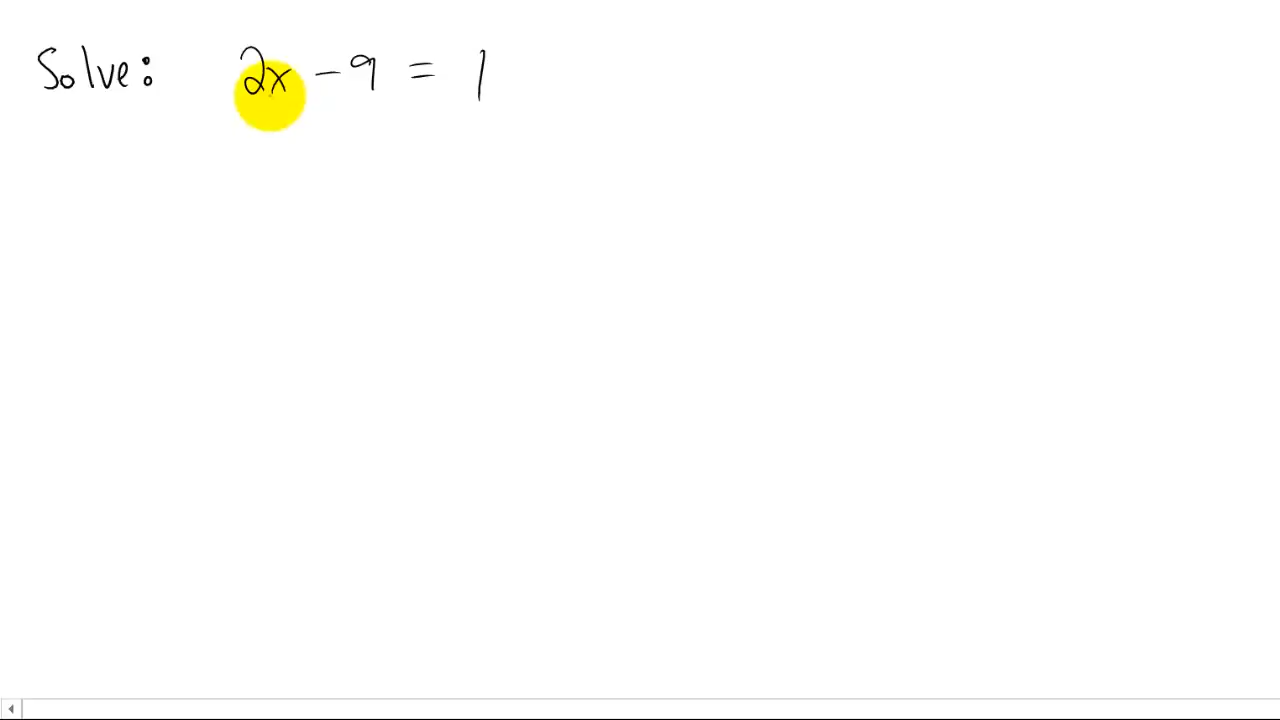 Solve: 2x - 9 = 1